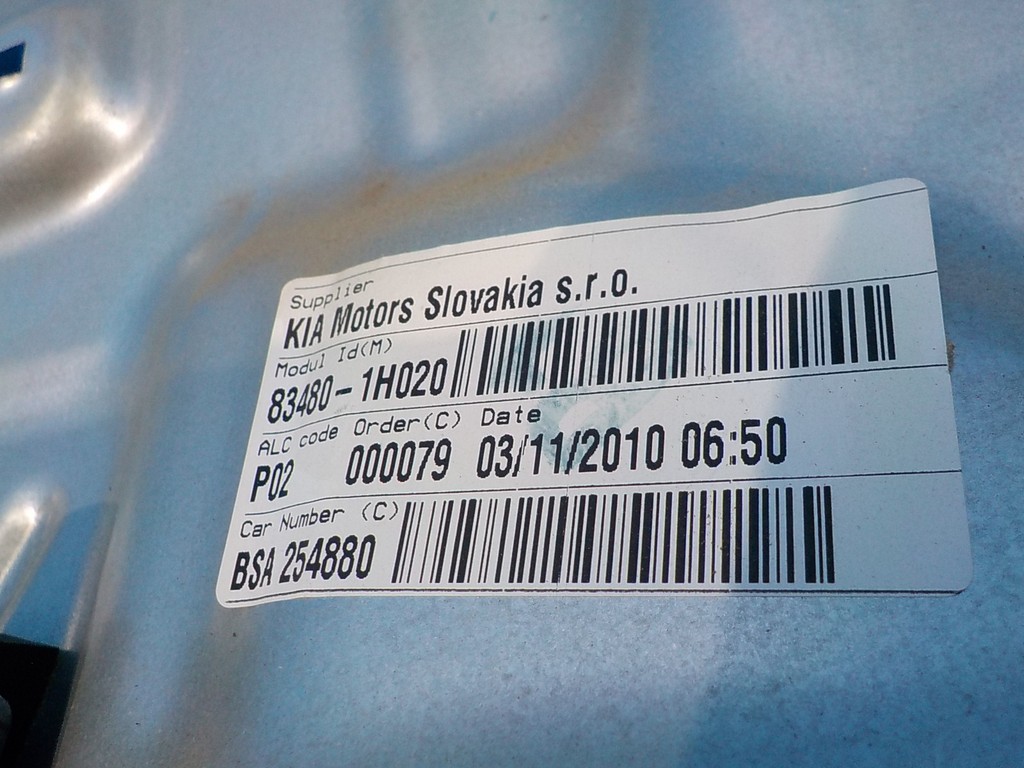 Supplier
KIA Motors Slovakia s.r.o.
Modul Id(M)
83480-1H020
ALC code Order(C) Date
P02 000079 03/11/2010 06:50
Car Number (C)
BSA 254880